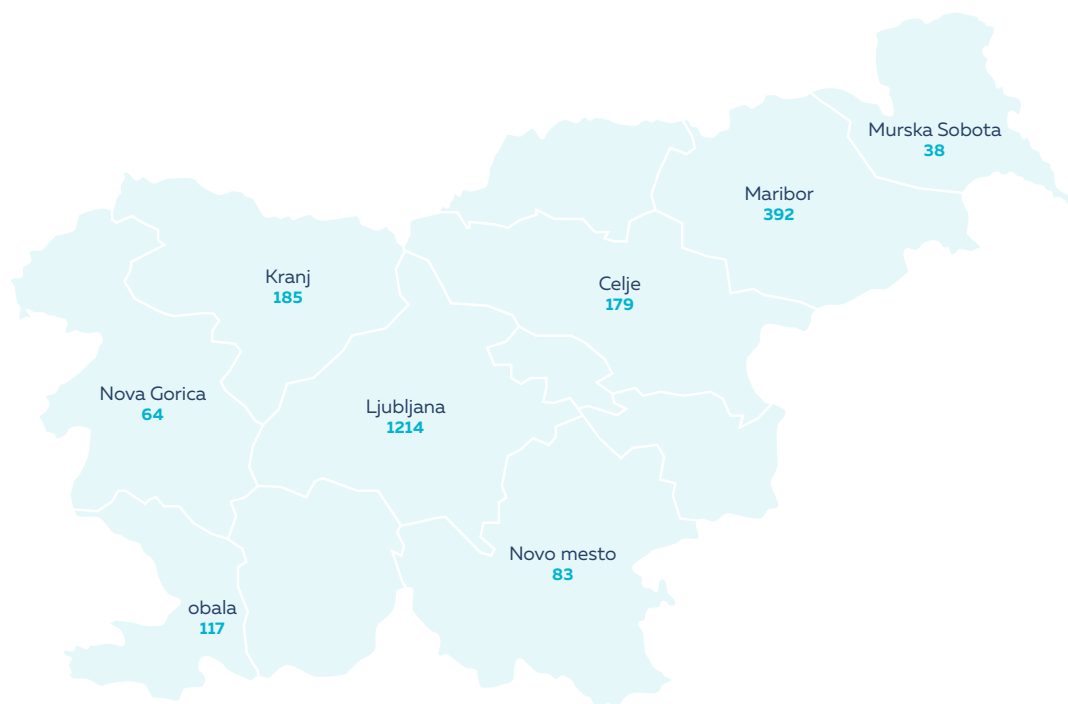 Murska Sobota
38
Maribor
392
Kranj
185
Celje
179
Nova Gorica
64
Ljubljana
1214
Novo mesto
83
obala
117